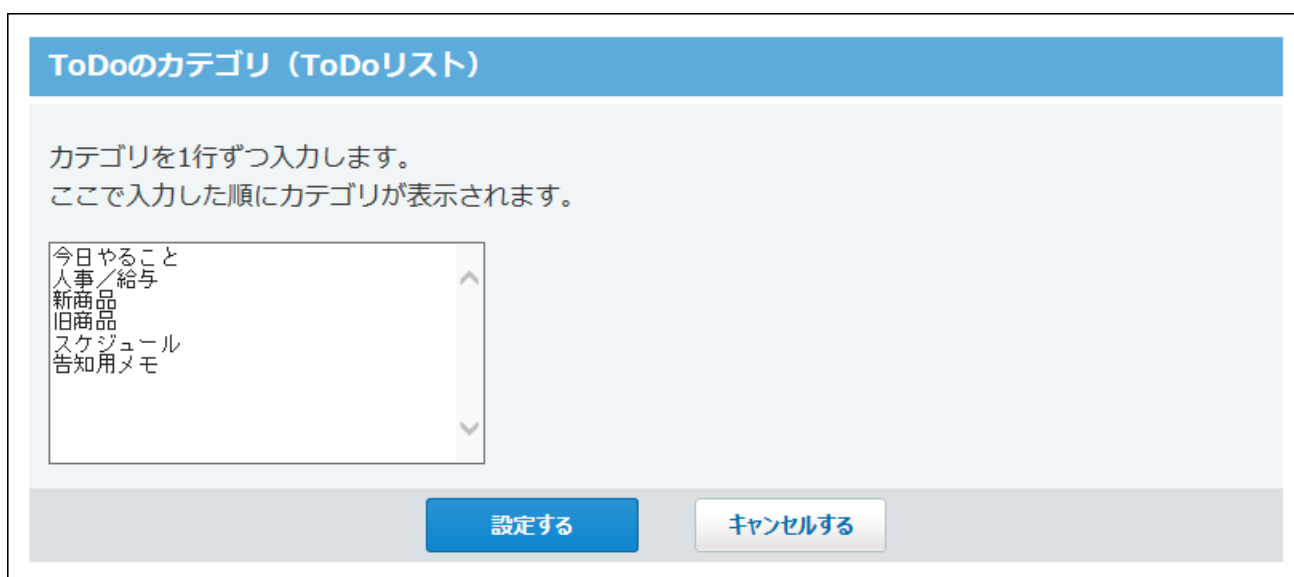 ToDoのカテゴリ（ToDoリスト）
カテゴリを1行ずつ入力します。
ここで入力した順にカテゴリが表示されます。
今日やること
人事／給与
新商品
旧商品
スケジュール
告知用メモ
設定する
キャンセルする